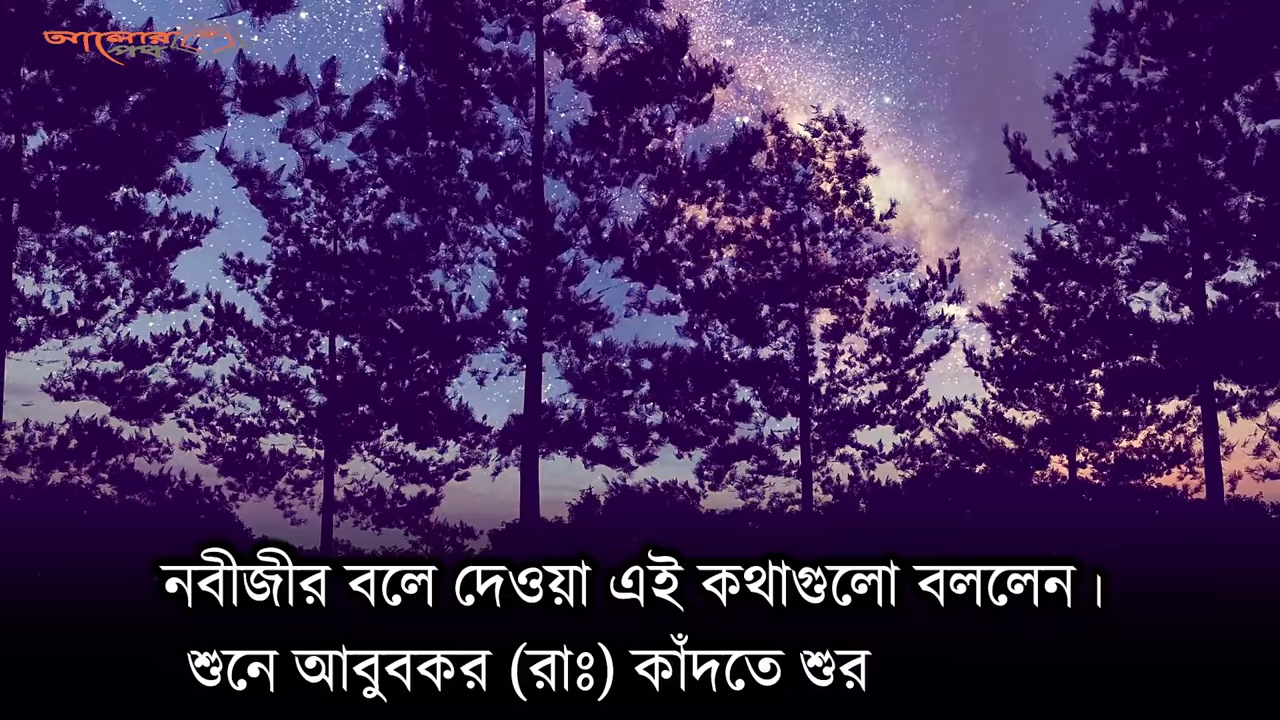 আলোর
পথ
নবীজীর বলে দেওয়া এই কথাগুলো বললেন।
শুনে আবুবকর (রাঃ) কাঁদতে শুর